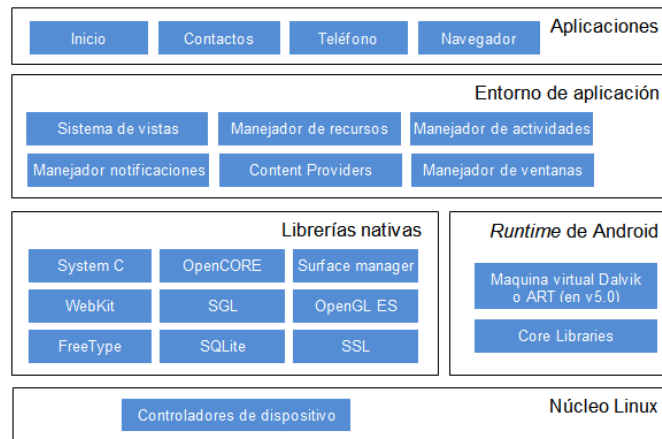 Aplicaciones
Inicio
Contactos
Teléfono
Navegador
Entorno de aplicación
Sistema de vistas
Manejador de recursos
Manejador de actividades
Manejador notificaciones
Content Providers
Manejador de ventanas
Librerías nativas
System C
OpenCORE
Surface manager
WebKit
SGL
OpenGL ES
FreeType
SQLite
SSL
Runtime de Android
Maquina virtual Dalvik
o ART (en v5.0)
Core Libraries
Núcleo Linux
Controladores de dispositivo